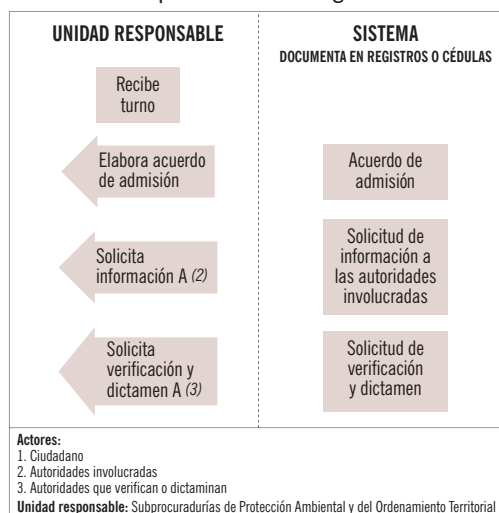 UNIDAD RESPONSABLE
SISTEMA
DOCUMENTA EN REGISTROS O CÉDULAS
Recibe
turno
Elabora acuerdo
de admisión
Acuerdo de
admisión
Solicita
información A (2)
Solicitud de
información a
las autoridades
involucradas
Solicita
verificación y
dictamen A (3)
Solicitud de
verificación
y dictamen
Actores:
1. Ciudadano
2. Autoridades involucradas
3. Autoridades que verifican o dictaminan
Unidad responsable: Subprocuradurías de Protección Ambiental y del Ordenamiento Territorial